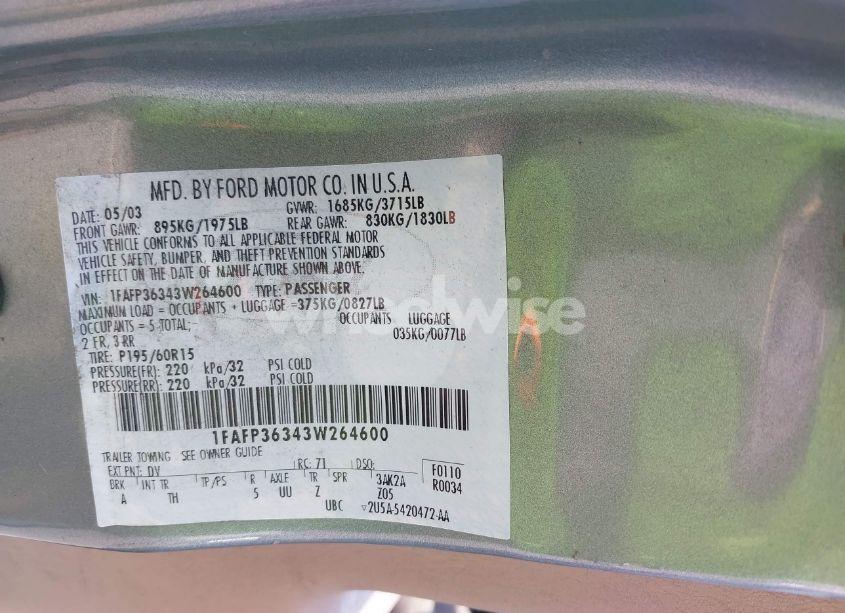 MFD. BY FORD MOTOR CO. IN U.S.A.
DATE: 05/03 GVWR: 1685KG/3715LB
FRONT GAWR: 895KG/1975LB REAR GAWR: 830KG/1830LB
THIS VEHICLE CONFORMS TO ALL APPLICABLE FEDERAL MOTOR
VEHICLE SAFETY, BUMPER, AND THEFT PREVENTION STANDARDS
IN EFFECT ON THE DATE OF MANUFACTURE SHOWN ABOVE.
VIN: 1FAFP36343W264600 TYPE: PASSENGER
MAXIMUM LOAD = OCCUPANTS + LUGGAGE =375KG/0827LB
OCCUPANTS = 5 TOTAL; OCCUPANTS LUGGAGE
2 FR, 3 RR 035KG/0077LB
TIRE: P195/60R15
PRESSURE(FR): 220 kPa/32 PSI COLD
PRESSURE(RR): 220 kPa/32 PSI COLD
1FAFP36343W264600
TRAILER TOWING - SEE OWNER GUIDE
EXT PNT: DV RC: 71 DSO:
BRK INT TR TP/PS R AXLE TR SPR 3AK2A F0110
A TH 5 UU Z Z05 R0034
UBC ▽2U5A-5420472-AA
wheelwise